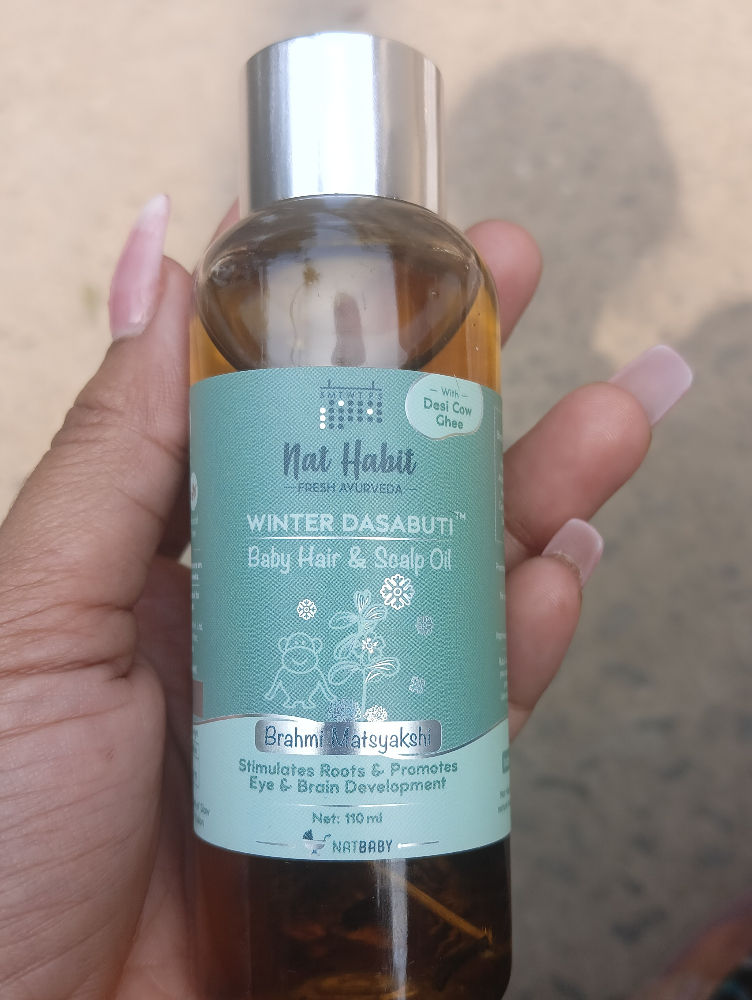 S M T W T F S
With
Desi Cow
Ghee
Nat Habit
FRESH AYURVEDA
WINTER DASABUTI™
Baby Hair & Scalp Oil
Brahmi Matsyakshi
Stimulates Roots & Promotes
Eye & Brain Development
Net: 110 ml
NATBABY